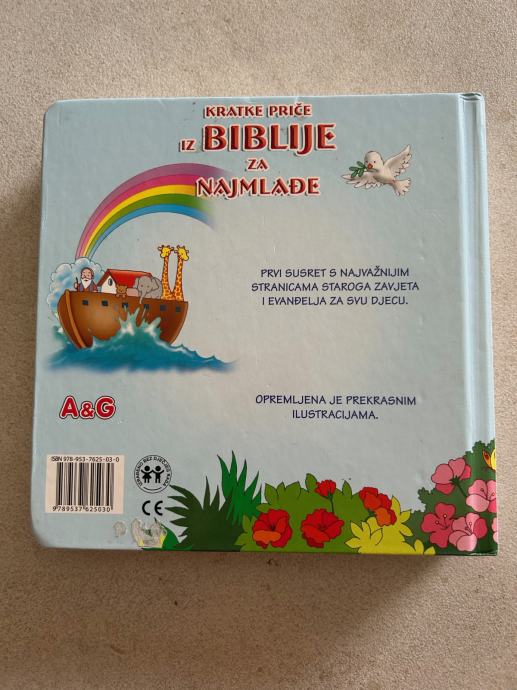 KRATKE PRIČE
IZ BIBLIJE
ZA
NAJMLAĐE
PRVI SUSRET S NAJVAŽNIJIM
STRANICAMA STAROGA ZAVJETA
I EVANĐELJA ZA SVU DJECU.
OPREMLJENA JE PREKRASNIM
ILUSTRACIJAMA.
A&G
ISBN 978-953-7625-03-0
9789537625030
CE